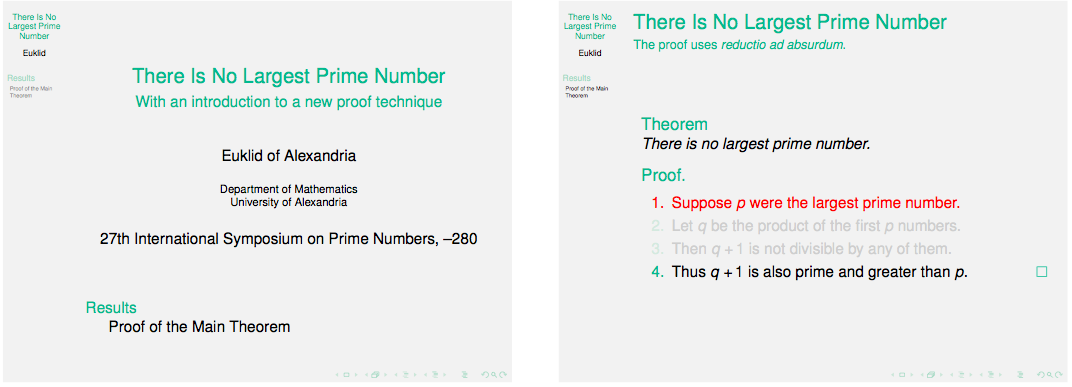 There Is No
Largest Prime
Number
Euklid
Results
Proof of the Main
Theorem
There Is No Largest Prime Number
With an introduction to a new proof technique
Euklid of Alexandria
Department of Mathematics
University of Alexandria
27th International Symposium on Prime Numbers, –280
Results
Proof of the Main Theorem
There Is No
Largest Prime
Number
Euklid
Results
Proof of the Main
Theorem
There Is No Largest Prime Number
The proof uses reductio ad absurdum.
Theorem
There is no largest prime number.
Proof.
1. Suppose p were the largest prime number.
2. Let q be the product of the first p numbers.
3. Then q + 1 is not divisible by any of them.
4. Thus q + 1 is also prime and greater than p.